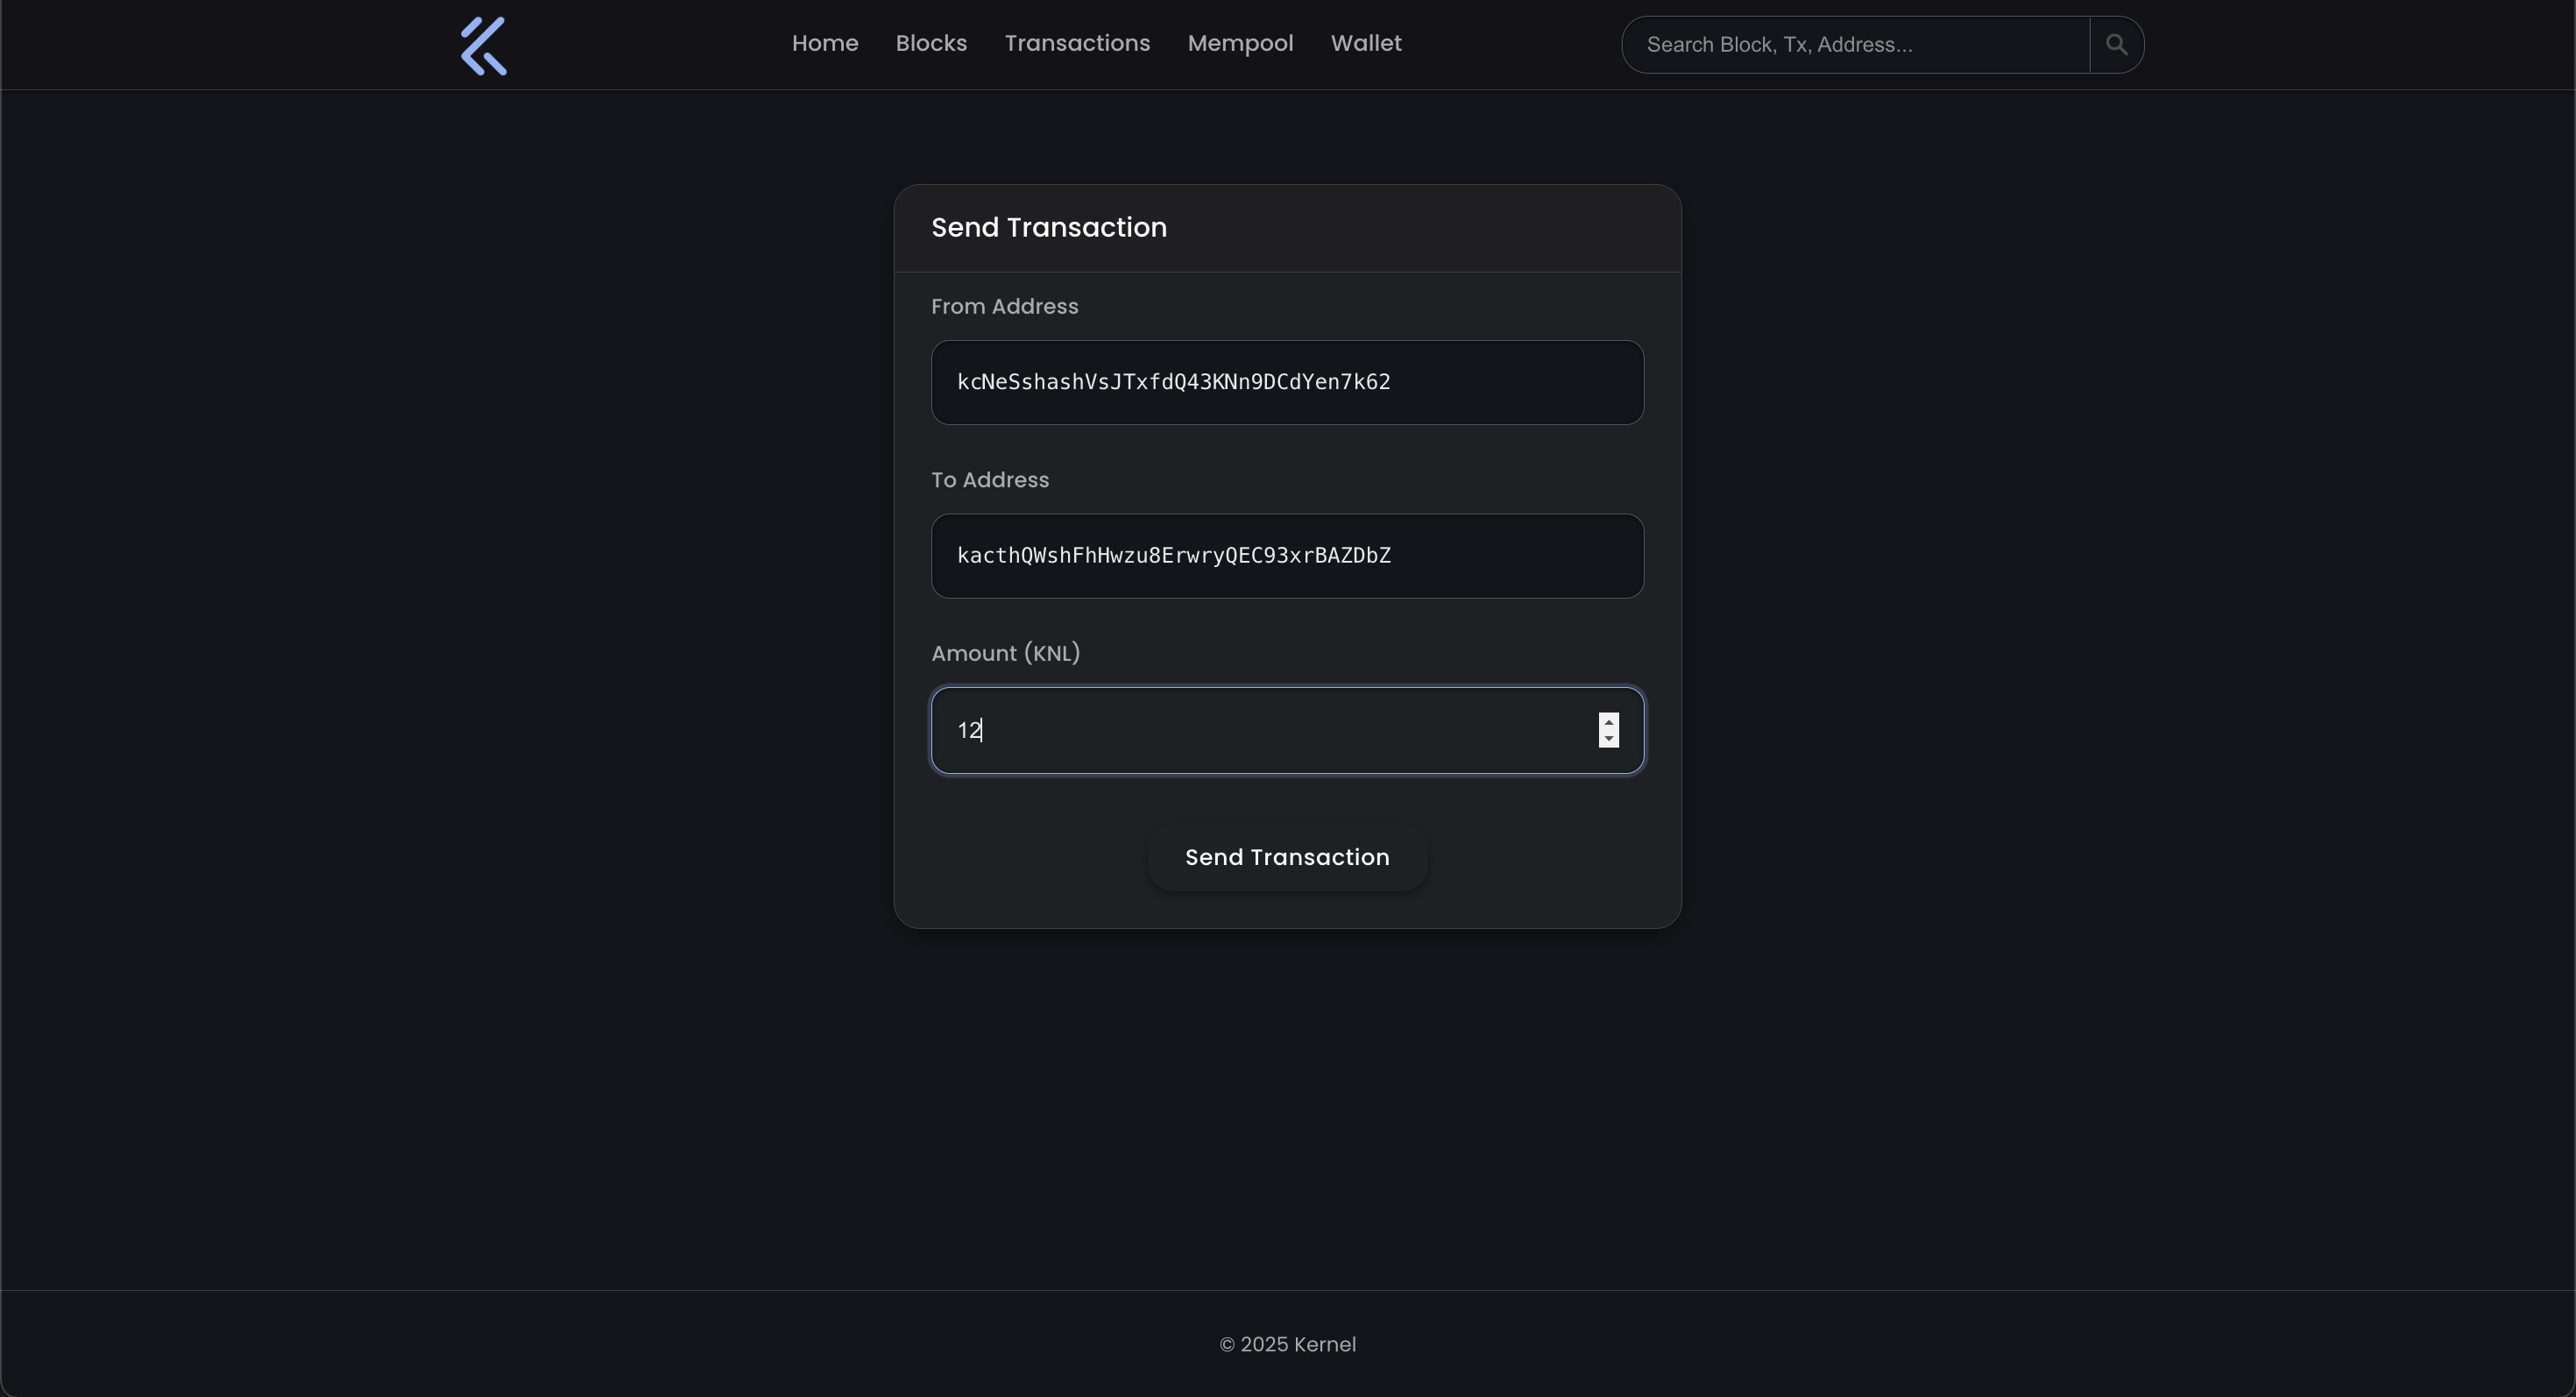 Home Blocks Transactions Mempool Wallet Search Block, Tx, Address...
Send Transaction
From Address
kcNeSshashVsJTxfdQ43KNn9DCdYen7k62
To Address
kacthQWshFhHwzu8ErwryQEC93xrBAZDbZ
Amount (KNL)
12
Send Transaction
© 2025 Kernel